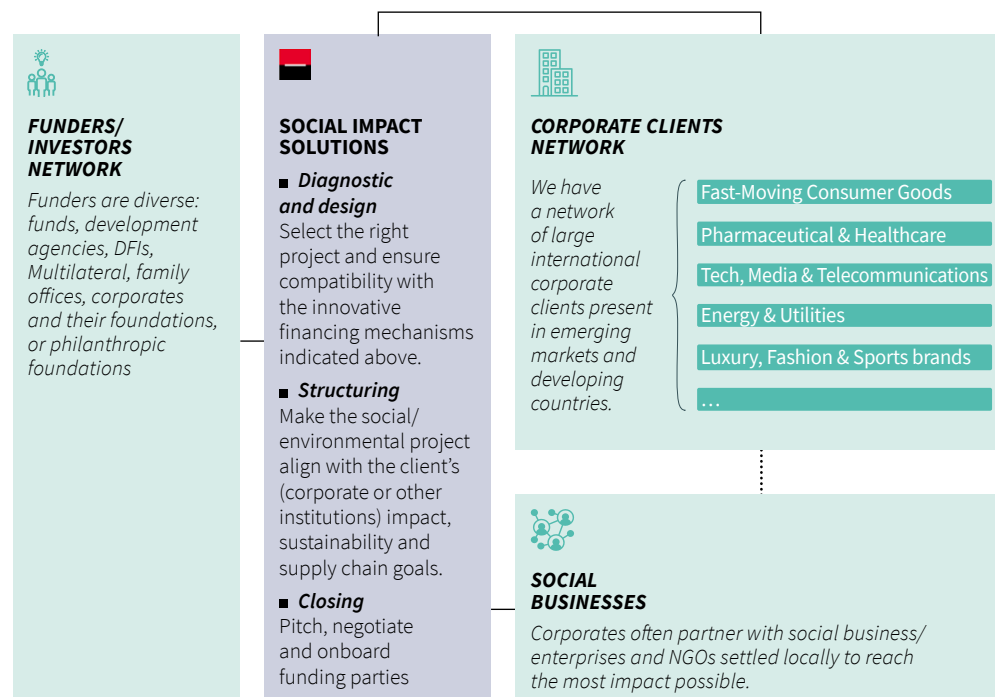 FUNDERS/
INVESTORS
NETWORK
Funders are diverse:
funds, development
agencies, DFIs,
Multilateral, family
offices, corporates
and their foundations,
or philanthropic
foundations
SOCIAL IMPACT
SOLUTIONS
■ Diagnostic
and design
Select the right
project and ensure
compatibility with
the innovative
financing mechanisms
indicated above.
■ Structuring
Make the social/
environmental project
align with the client’s
(corporate or other
institutions) impact,
sustainability and
supply chain goals.
■ Closing
Pitch, negotiate
and onboard
funding parties
CORPORATE CLIENTS
NETWORK
We have
a network
of large
international
corporate
clients present
in emerging
markets and
developing
countries.
Fast-Moving Consumer Goods
Pharmaceutical & Healthcare
Tech, Media & Telecommunications
Energy & Utilities
Luxury, Fashion & Sports brands
…
SOCIAL
BUSINESSES
Corporates often partner with social business/
enterprises and NGOs settled locally to reach
the most impact possible.